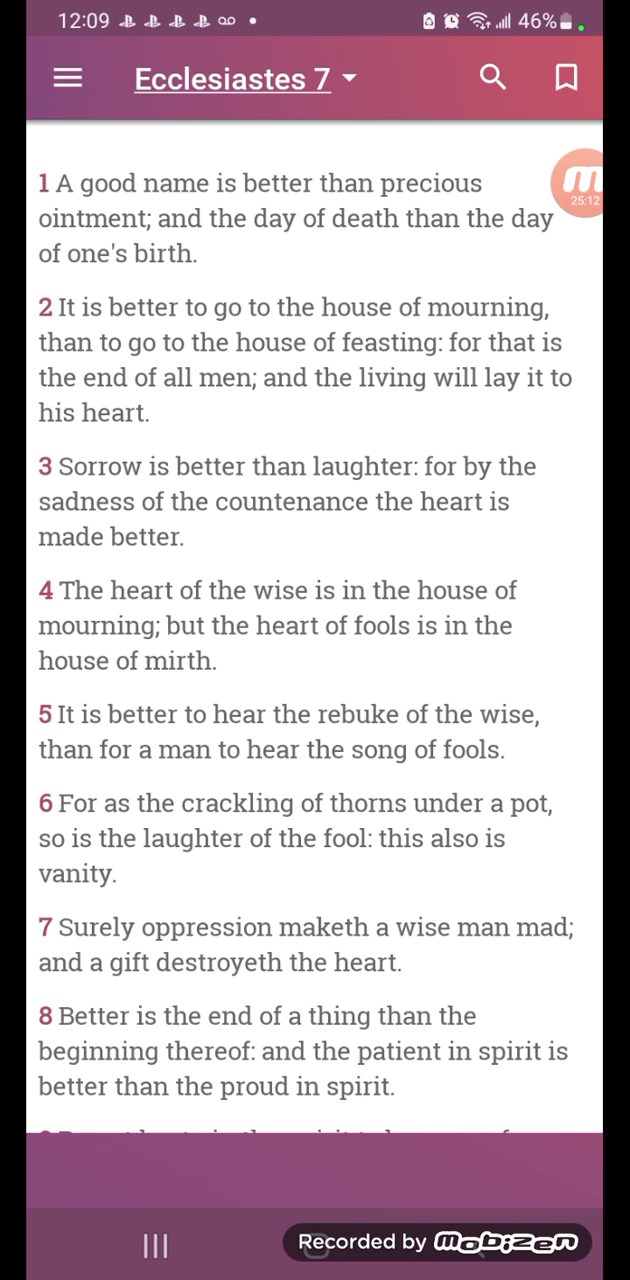 12:09 46%
Ecclesiastes 7
1 A good name is better than precious
ointment; and the day of death than the day
of one's birth.
25:12
2 It is better to go to the house of mourning,
than to go to the house of feasting: for that is
the end of all men; and the living will lay it to
his heart.
3 Sorrow is better than laughter: for by the
sadness of the countenance the heart is
made better.
4 The heart of the wise is in the house of
mourning; but the heart of fools is in the
house of mirth.
5 It is better to hear the rebuke of the wise,
than for a man to hear the song of fools.
6 For as the crackling of thorns under a pot,
so is the laughter of the fool: this also is
vanity.
7 Surely oppression maketh a wise man mad;
and a gift destroyeth the heart.
8 Better is the end of a thing than the
beginning thereof: and the patient in spirit is
better than the proud in spirit.
Recorded by mobizen